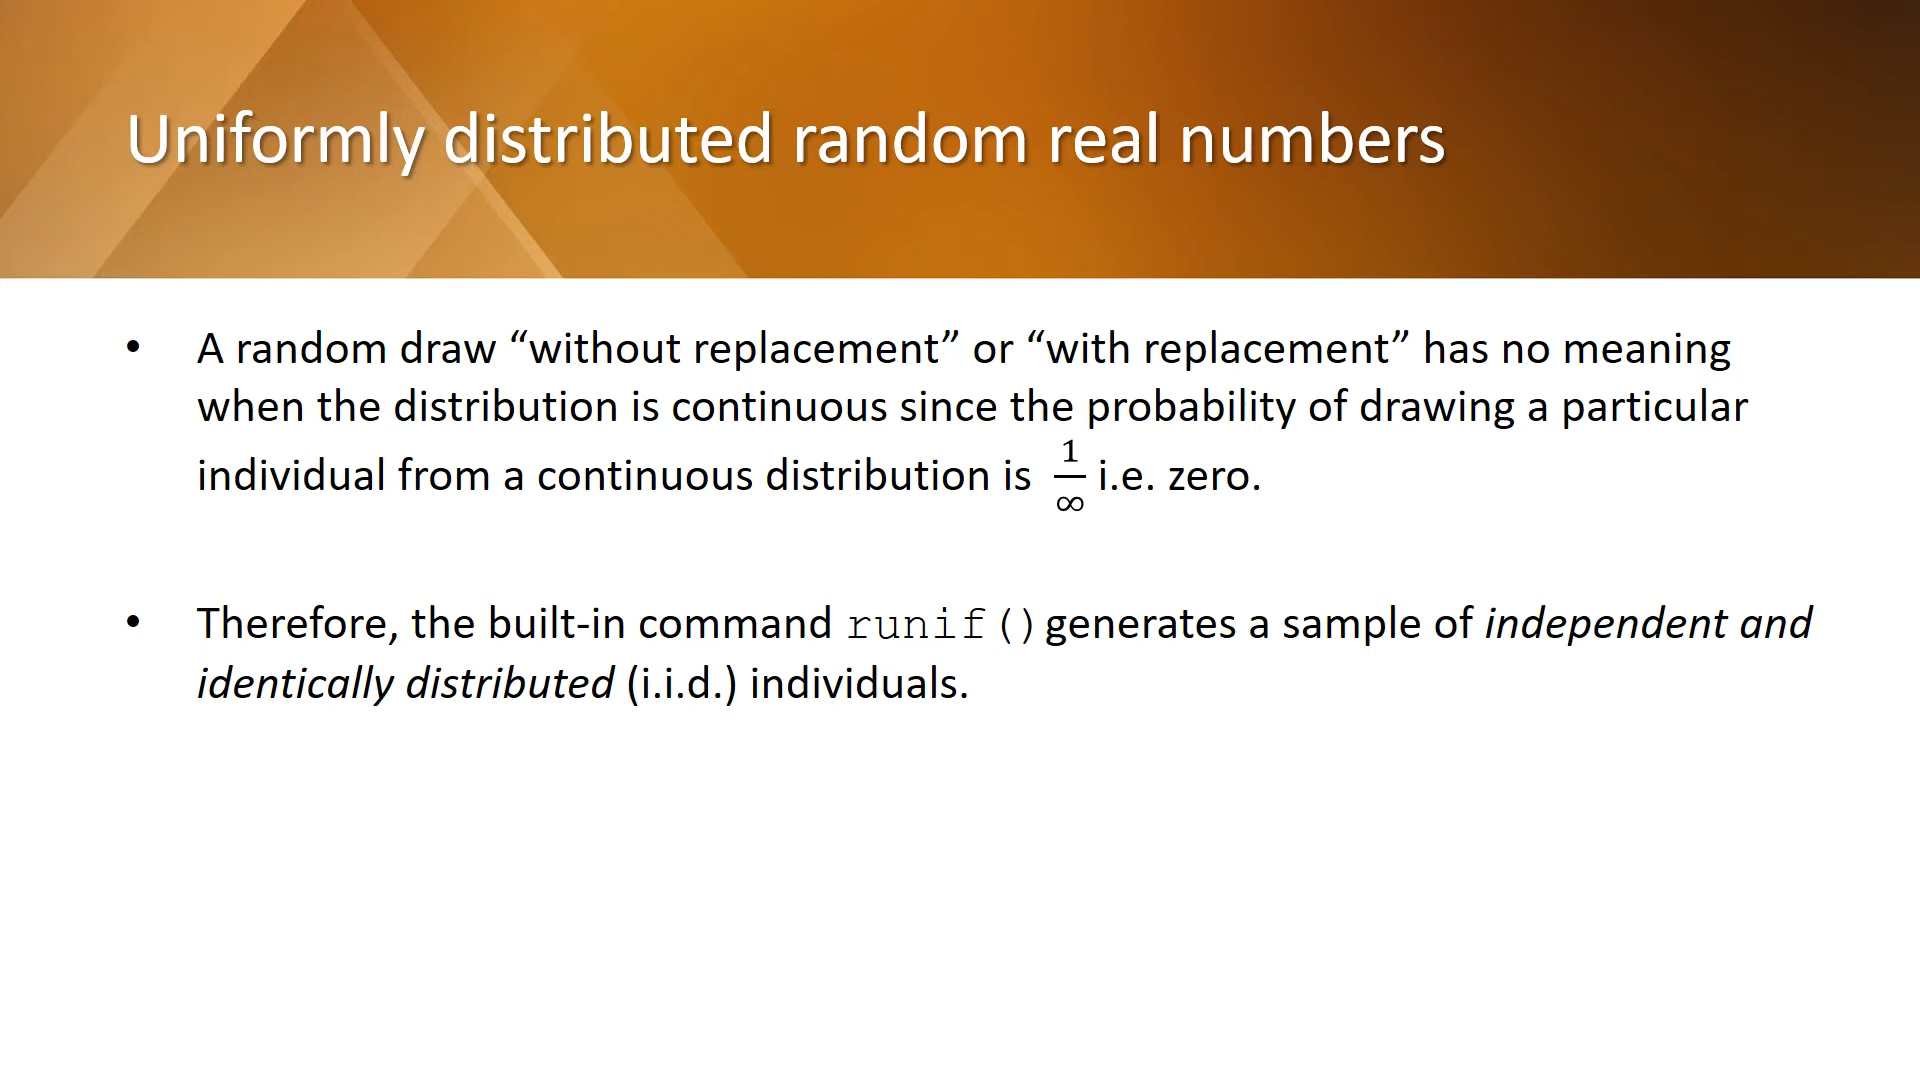 Uniformly distributed random real numbers
• A random draw “without replacement” or “with replacement” has no meaning
when the distribution is continuous since the probability of drawing a particular
individual from a continuous distribution is 1/∞ i.e. zero.
• Therefore, the built-in command runif() generates a sample of independent and
identically distributed (i.i.d.) individuals.